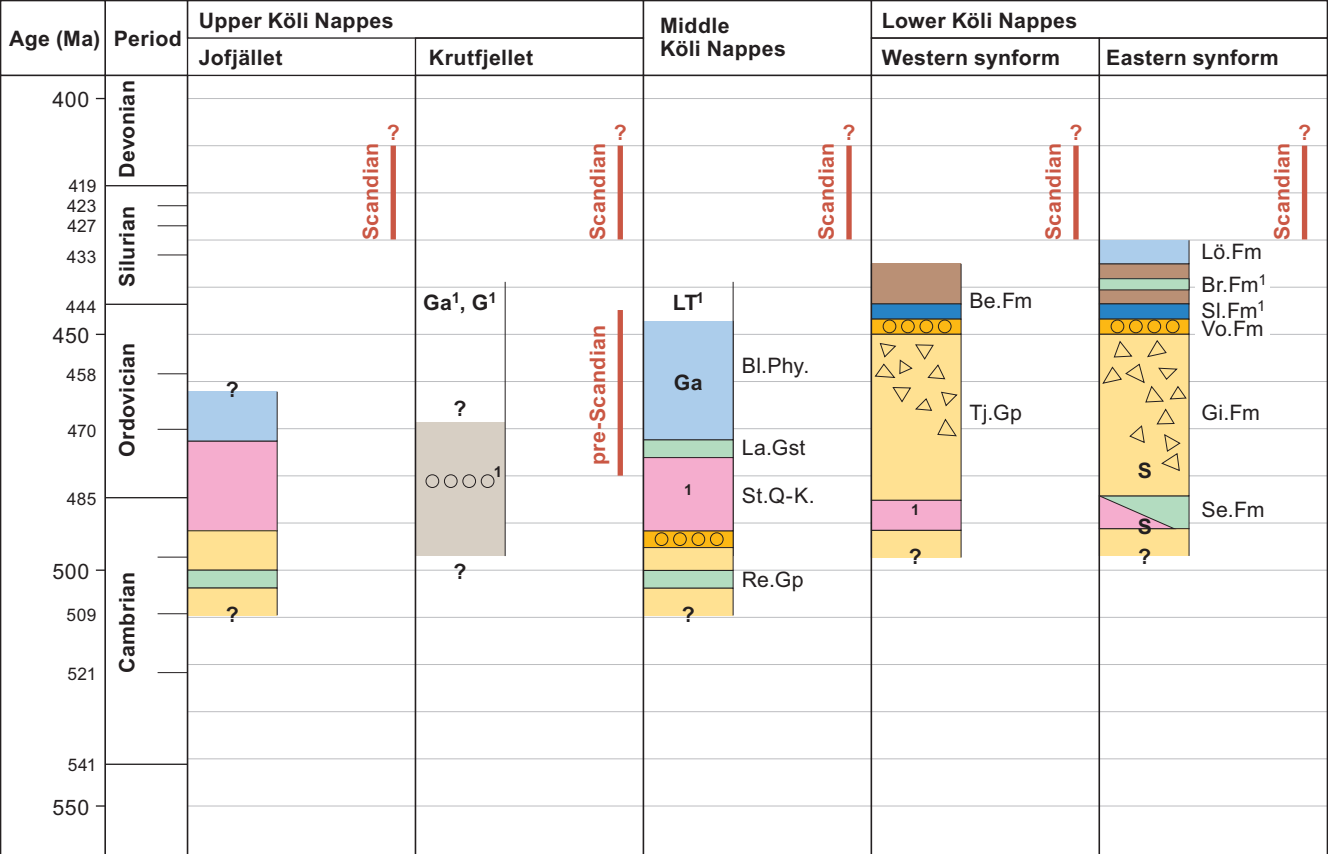 Age (Ma)
Period
Upper Köli Nappes
Jofjället
Krutfjellet
Middle
Köli Nappes
Lower Köli Nappes
Western synform
Eastern synform
400
419
423
427
433
444
450
458
470
485
500
509
521
541
550
Devonian
Silurian
Ordovician
Cambrian
?
Scandian
?
?
?
Scandian
Ga¹, G¹
?
1
?
pre-Scandian
?
Scandian
LT¹
Ga
Bl.Phy.
La.Gst
1
St.Q-K.
Re.Gp
?
?
Scandian
Be.Fm
Tj.Gp
1
?
?
Scandian
Lö.Fm
Br.Fm¹
Sl.Fm¹
Vo.Fm
Gi.Fm
S
Se.Fm
S
?